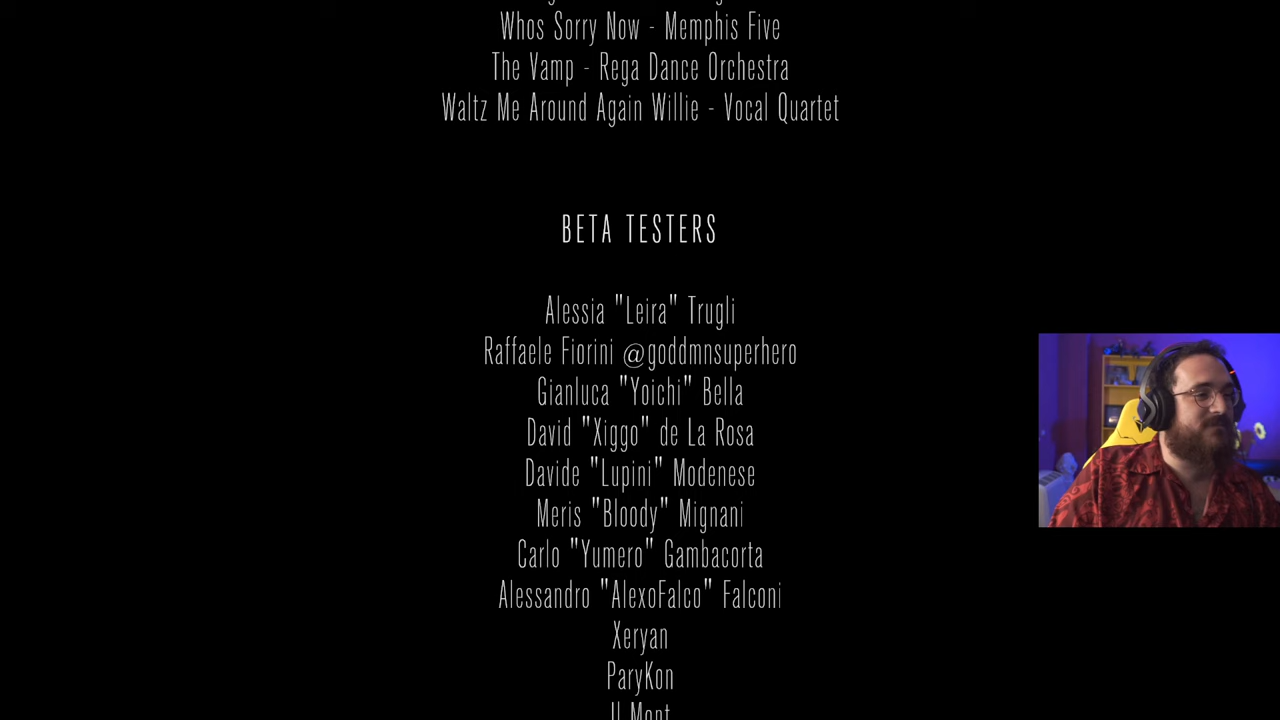 Whos Sorry Now - Memphis Five
The Vamp - Rega Dance Orchestra
Waltz Me Around Again Willie - Vocal Quartet
BETA TESTERS
Alessia "Leira" Trugli
Raffaele Fiorini @goddmnsuperhero
Gianluca "Yoichi" Bella
David "Xiggo" de La Rosa
Davide "Lupini" Modenese
Meris "Bloody" Mignani
Carlo "Yumero" Gambacorta
Alessandro "AlexoFalco" Falconi
Xeryan
ParyKon